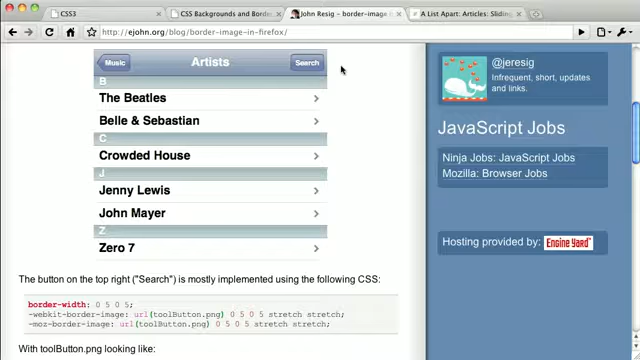 CSS3
CSS Backgrounds and Border
John Resig – border-image in
A List Apart: Articles: Sliding
http://ejohn.org/blog/border-image-in-firefox/
Music
Artists
Search
B
The Beatles
Belle & Sebastian
C
Crowded House
J
Jenny Lewis
John Mayer
Z
Zero 7
The button on the top right ("Search") is mostly implemented using the following CSS:
border-width: 0 5 0 5;
-webkit-border-image: url(toolButton.png) 0 5 0 5 stretch stretch;
-moz-border-image: url(toolButton.png) 0 5 0 5 stretch stretch;
With toolButton.png looking like:
@jeresig
Infrequent, short, updates
and links.
JavaScript Jobs
Ninja Jobs: JavaScript Jobs
Mozilla: Browser Jobs
Hosting provided by: Engine Yard